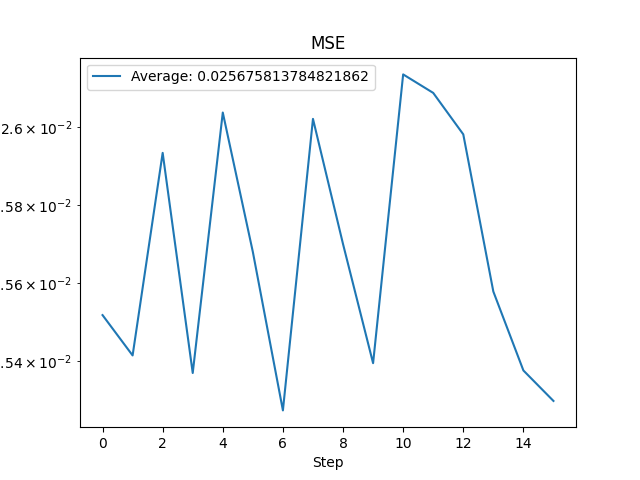 MSE
Average: 0.025675813784821862
2.6 × 10⁻²
.58 × 10⁻²
.56 × 10⁻²
.54 × 10⁻²
0 2 4 6 8 10 12 14
Step